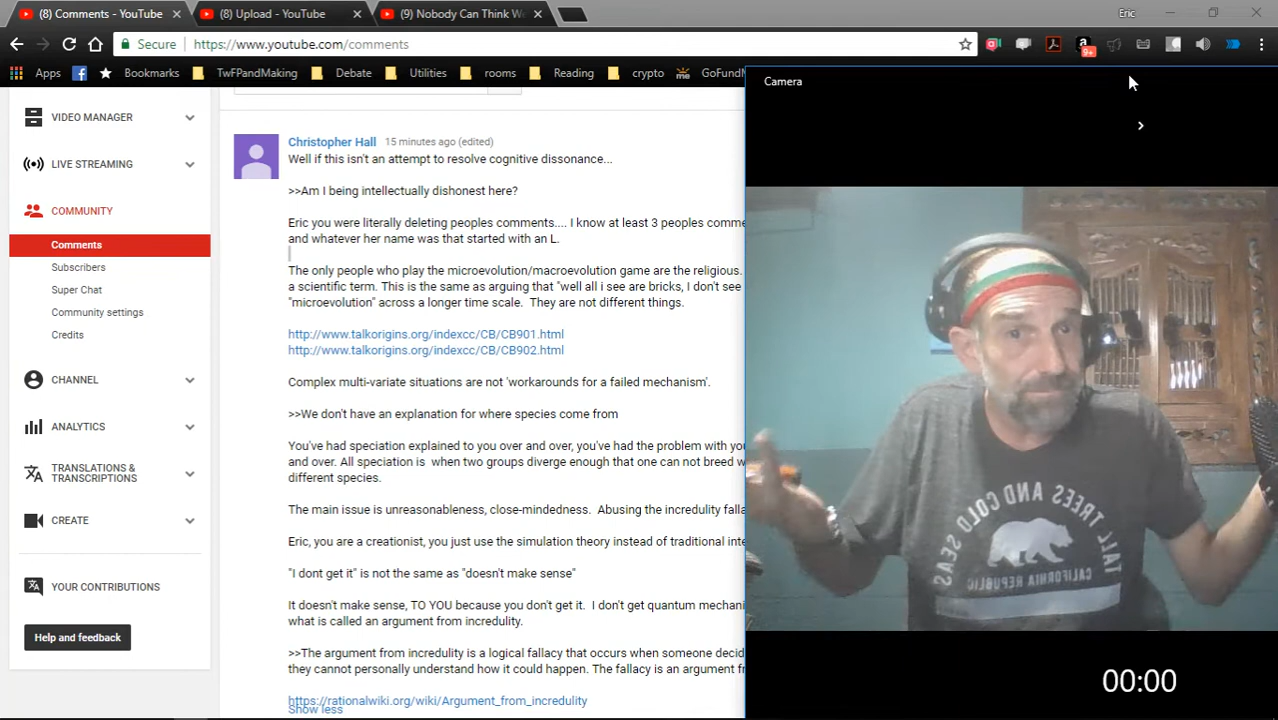 (8) Comments - YouTube
(8) Upload - YouTube
(9) Nobody Can Think W
Eric
Secure
https://www.youtube.com/comments
9+
Apps
Bookmarks
TwFPandMaking
Debate
Utilities
rooms
Reading
crypto
me
GoFundM
VIDEO MANAGER
LIVE STREAMING
COMMUNITY
Comments
Subscribers
Super Chat
Community settings
Credits
CHANNEL
ANALYTICS
TRANSLATIONS &
TRANSCRIPTIONS
CREATE
YOUR CONTRIBUTIONS
Help and feedback
Christopher Hall 15 minutes ago (edited)
Well if this isn't an attempt to resolve cognitive dissonance...
>>Am I being intellectually dishonest here?
Eric you were literally deleting peoples comments.... I know at least 3 peoples comme
and whatever her name was that started with an L.
The only people who play the microevolution/macroevolution game are the religious.
a scientific term. This is the same as arguing that "well all i see are bricks, I don't see
"microevolution" across a longer time scale. They are not different things.
http://www.talkorigins.org/indexcc/CB/CB901.html
http://www.talkorigins.org/indexcc/CB/CB902.html
Complex multi-variate situations are not 'workarounds for a failed mechanism'.
>>We don't have an explanation for where species come from
You've had speciation explained to you over and over, you've had the problem with yo
and over. All speciation is when two groups diverge enough that one can not breed w
different species.
The main issue is unreasonableness, close-mindedness. Abusing the incredulity falla
Eric, you are a creationist, you just use the simulation theory instead of traditional inte
"I dont get it" is not the same as "doesn't make sense"
It doesn't make sense, TO YOU because you don't get it. I don't get quantum mechani
what is called an argument from incredulity.
>>The argument from incredulity is a logical fallacy that occurs when someone decid
they cannot personally understand how it could happen. The fallacy is an argument f
https://rationalwiki.org/wiki/Argument_from_incredulity
Show less
Camera
TALL TREES AND COLD SEAS
CALIFORNIA REPUBLIC
00:00